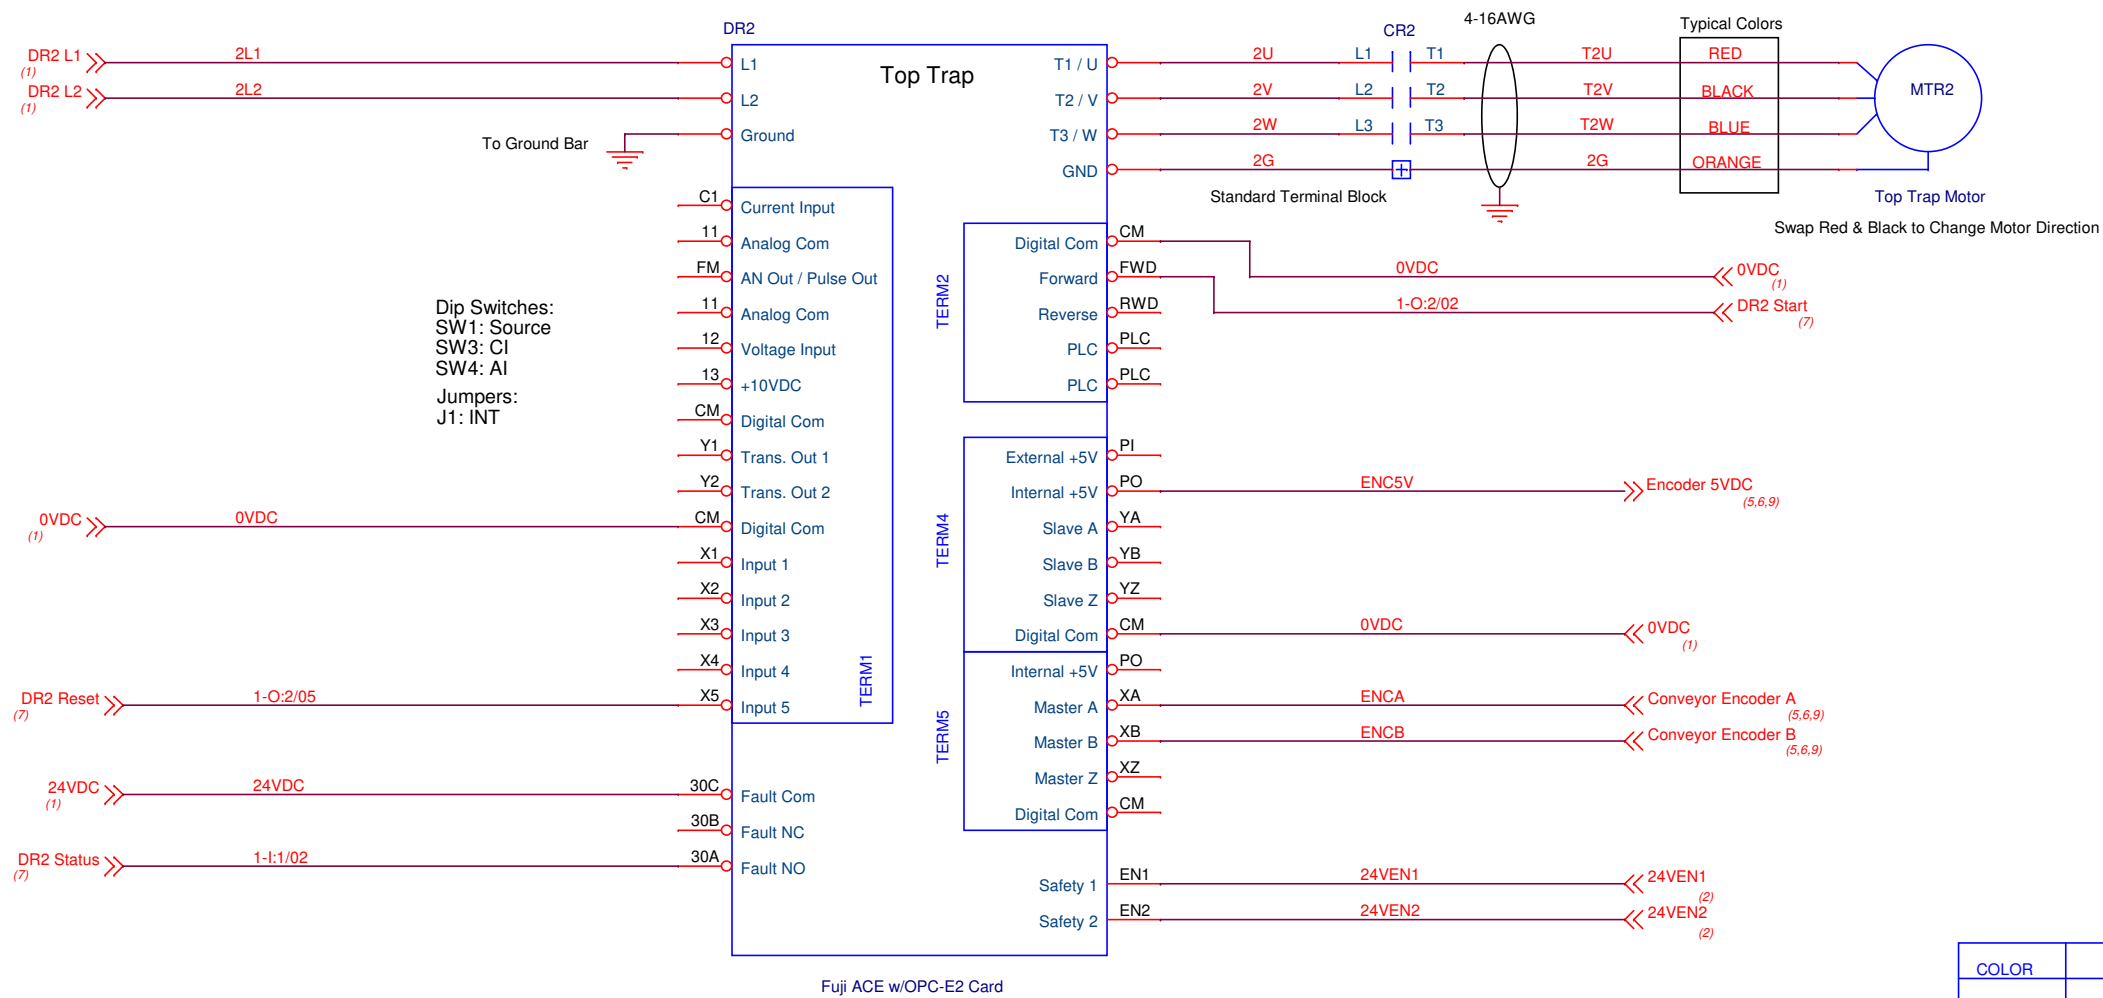 DR2
4-16AWG
CR2
Typical Colors
DR2 L1
(1)
2L1
L1
Top Trap
T1 / U
2U
L1
T1
T2U
RED
DR2 L2
(1)
2L2
L2
T2 / V
2V
L2
T2
T2V
BLACK
MTR2
To Ground Bar
Ground
T3 / W
2W
L3
T3
T2W
BLUE
GND
2G
2G
ORANGE
Standard Terminal Block
Top Trap Motor
Swap Red & Black to Change Motor Direction
C1
Current Input
11
Analog Com
FM
AN Out / Pulse Out
11
Analog Com
12
Voltage Input
13
+10VDC
CM
Digital Com
Y1
Trans. Out 1
Y2
Trans. Out 2
0VDC
(1)
0VDC
CM
Digital Com
X1
Input 1
X2
Input 2
X3
Input 3
X4
Input 4
DR2 Reset
(7)
1-O:2/05
X5
Input 5
TERM1
Dip Switches:
SW1: Source
SW3: CI
SW4: AI
Jumpers:
J1: INT
24VDC
(1)
24VDC
30C
Fault Com
30B
Fault NC
DR2 Status
(7)
1-I:1/02
30A
Fault NO
TERM2
Digital Com
CM
0VDC
0VDC
(1)
Forward
FWD
1-O:2/02
DR2 Start
(7)
Reverse
RWD
PLC
PLC
PLC
PLC
TERM4
External +5V
PI
Internal +5V
PO
ENC5V
Encoder 5VDC
(5,6,9)
Slave A
YA
Slave B
YB
Slave Z
YZ
Digital Com
CM
0VDC
0VDC
(1)
TERM5
Internal +5V
PO
Master A
XA
ENCA
Conveyor Encoder A
(5,6,9)
Master B
XB
ENCB
Conveyor Encoder B
(5,6,9)
Master Z
XZ
Digital Com
CM
Safety 1
EN1
24VEN1
24VEN1
(2)
Safety 2
EN2
24VEN2
24VEN2
(2)
Fuji ACE w/OPC-E2 Card
COLOR